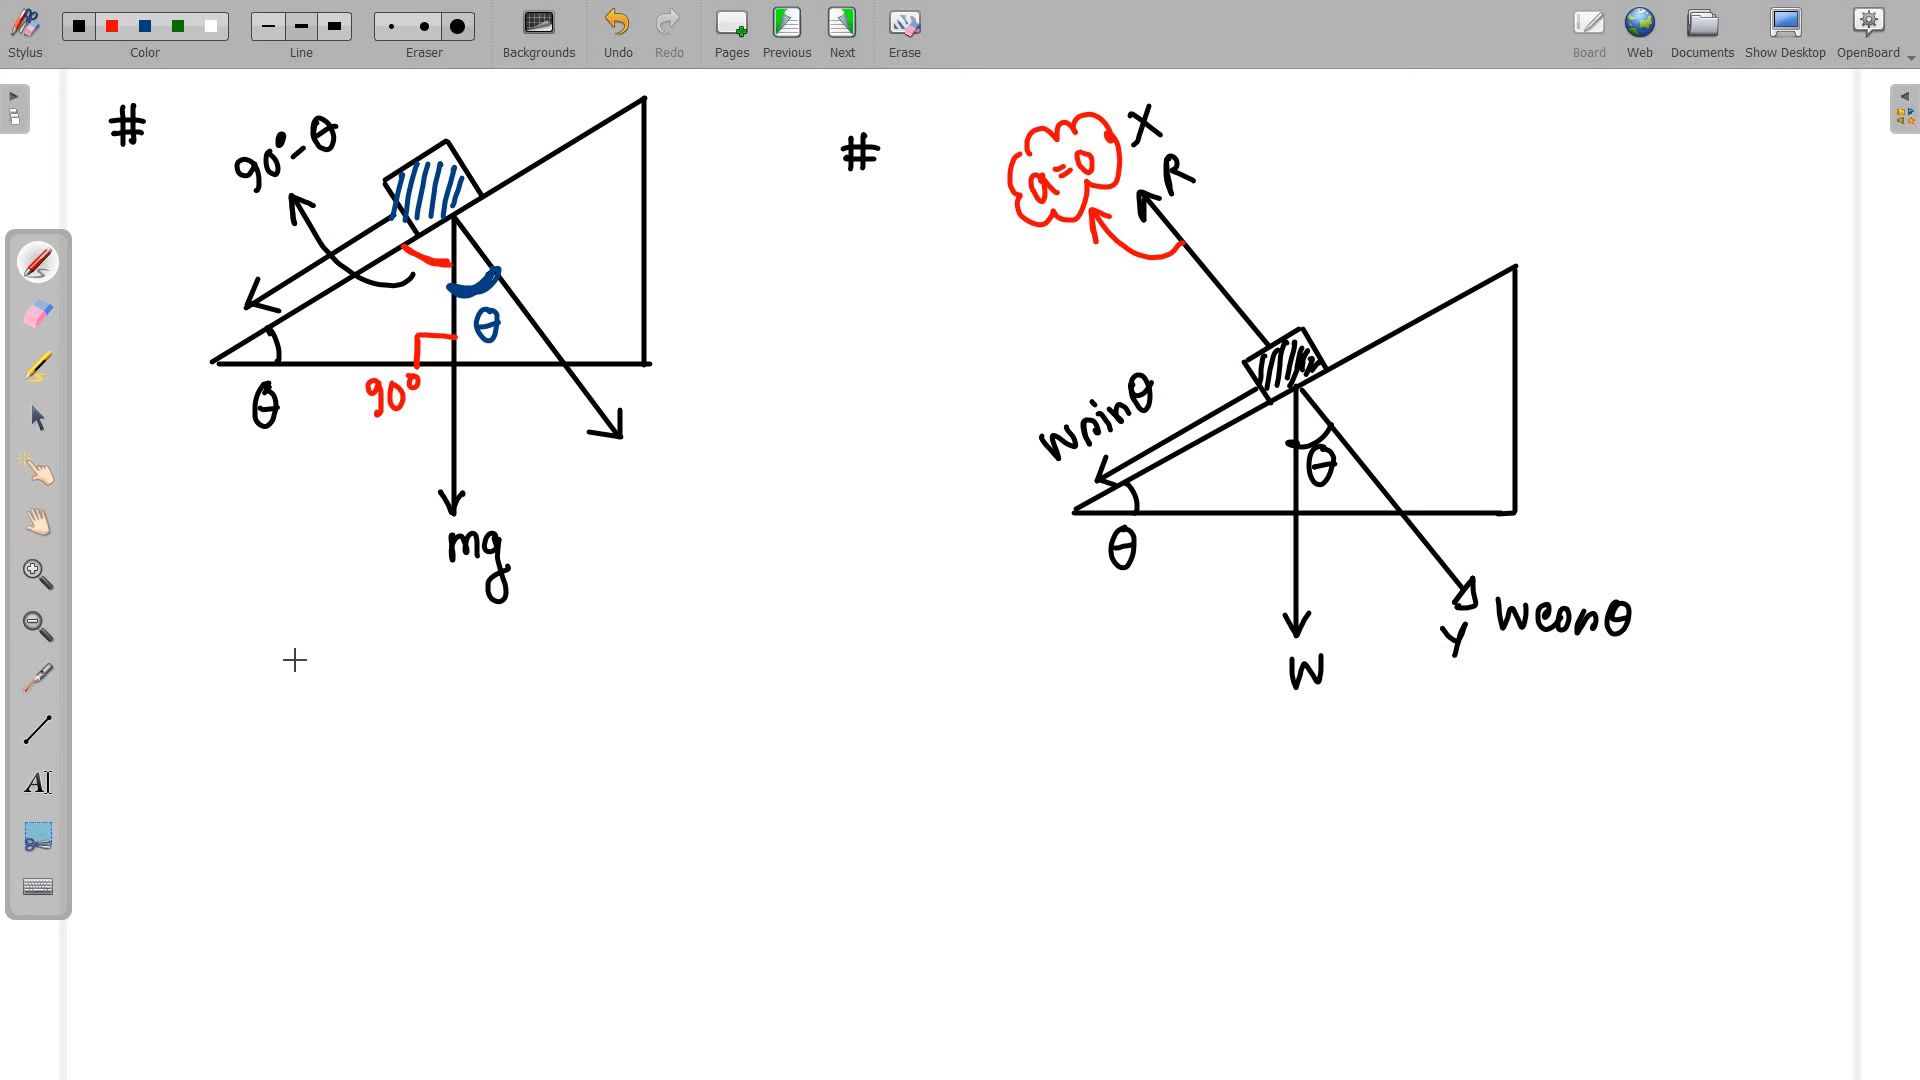 Stylus
Color
Line
Eraser
Backgrounds
Undo
Redo
Pages
Previous
Next
Erase
Board
Web
Documents
Show Desktop
OpenBoard
#
90°-θ
θ
θ
90°
mg
#
a=0
X
R
wsinθ
θ
θ
Y
wcosθ
W
AI